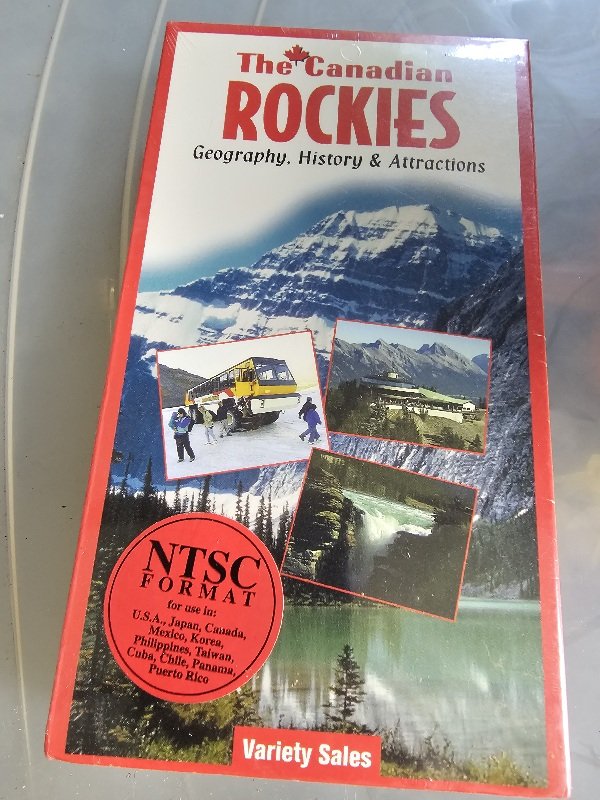 The Canadian
ROCKIES
Geography, History & Attractions
NTSC
FORMAT
for use in:
U.S.A., Japan, Canada,
Mexico, Korea,
Philippines, Taiwan,
Cuba, Chile, Panama,
Puerto Rico
Variety Sales